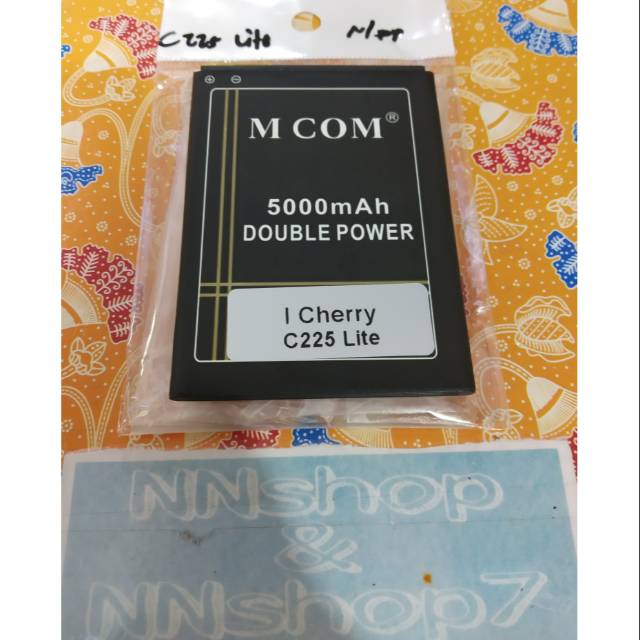 C225 Lite
M COM®
5000mAh
DOUBLE POWER
I Cherry
C225 Lite
NNshop
&
NNshop7